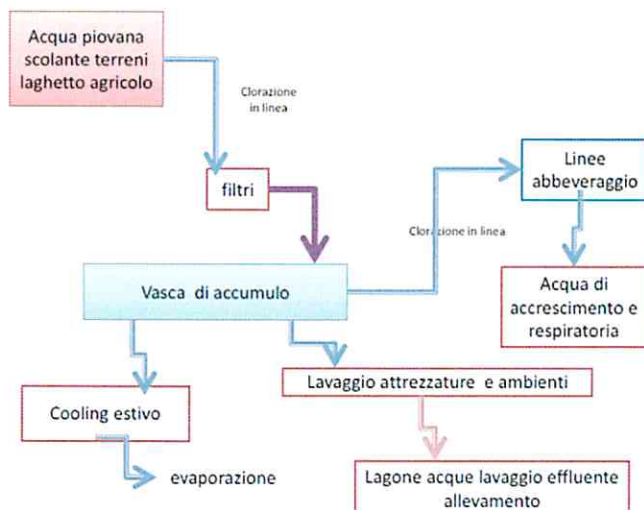 Acqua piovana
scolante terreni
laghetto agricolo
Clorazione
in linea
filtri
Linee
abbeveraggio
Clorazione in linea
Vasca di accumulo
Acqua di
accrescimento e
respiratoria
Lavaggio attrezzature e ambienti
Cooling estivo
evaporazione
Lagone acque lavaggio effluente
allevamento